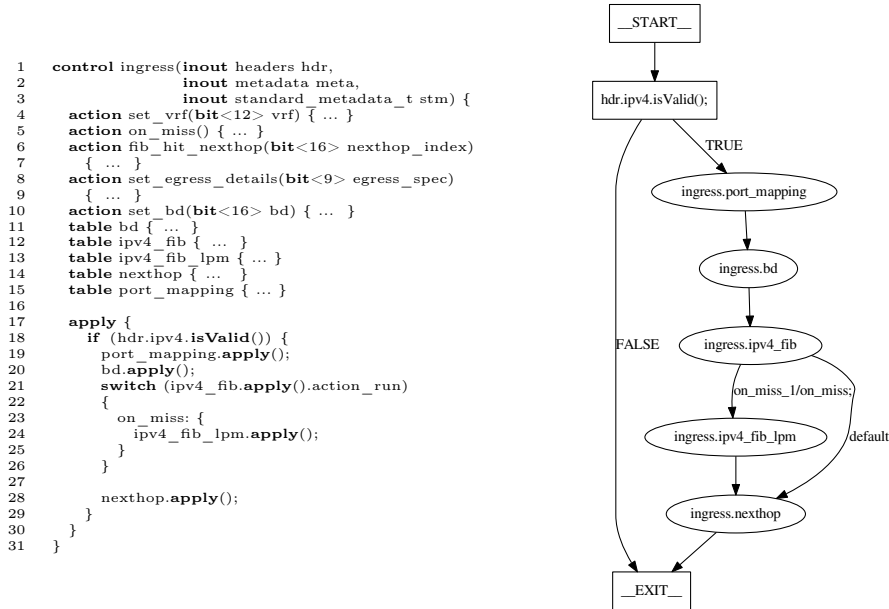 1 control ingress(inout headers hdr,
2 inout metadata meta,
3 inout standard_metadata_t stm) {
4 action set_vrf(bit<12> vrf) { ... }
5 action on_miss() { ... }
6 action fib_hit_nexthop(bit<16> nexthop_index)
7 { ... }
8 action set_egress_details(bit<9> egress_spec)
9 { ... }
10 action set_bd(bit<16> bd) { ... }
11 table bd { ... }
12 table ipv4_fib { ... }
13 table ipv4_fib_lpm { ... }
14 table nexthop { ... }
15 table port_mapping { ... }
16
17 apply {
18 if (hdr.ipv4.isValid()) {
19 port_mapping.apply();
20 bd.apply();
21 switch (ipv4_fib.apply().action_run)
22 {
23 on_miss: {
24 ipv4_fib_lpm.apply();
25 }
26 }
27
28 nexthop.apply();
29 }
30 }
31 }
__START__
hdr.ipv4.isValid();
TRUE
ingress.port_mapping
ingress.bd
FALSE
ingress.ipv4_fib
on_miss_1/on_miss;
ingress.ipv4_fib_lpm
default
ingress.nexthop
__EXIT__